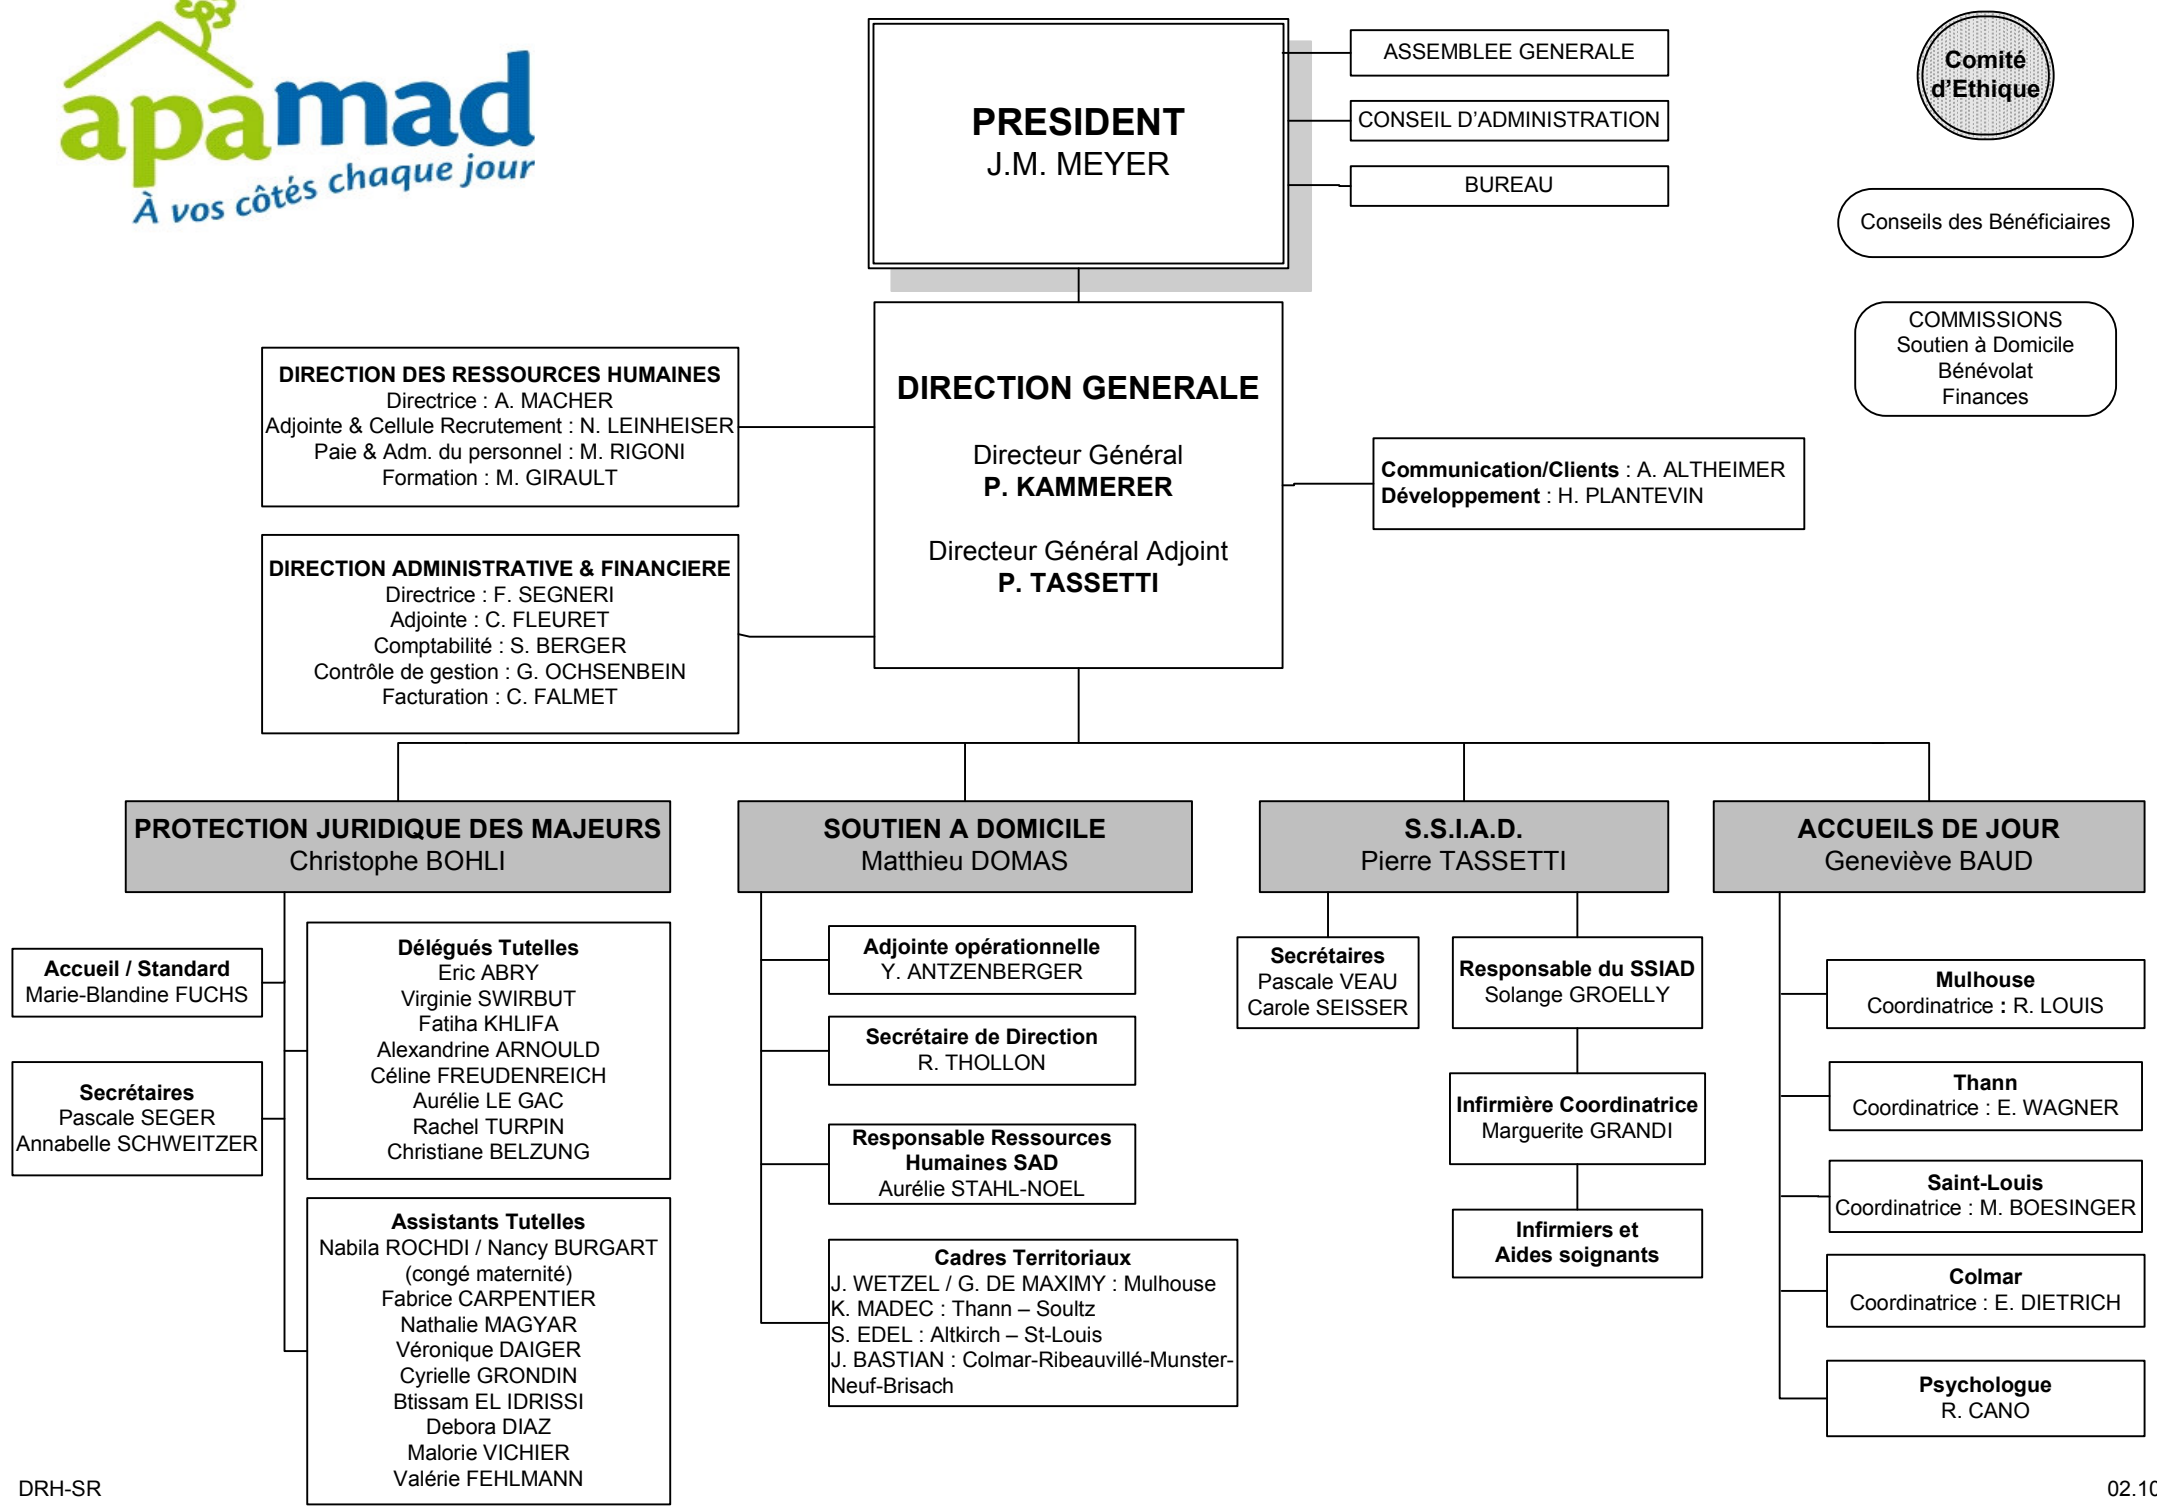 apamad
À vos côtés chaque jour
PRESIDENT
J.M. MEYER
ASSEMBLEE GENERALE
CONSEIL D'ADMINISTRATION
BUREAU
Comité
d'Ethique
Conseils des Bénéficiaires
COMMISSIONS
Soutien à Domicile
Bénévolat
Finances
DIRECTION DES RESSOURCES HUMAINES
Directrice : A. MACHER
Adjointe & Cellule Recrutement : N. LEINHEISER
Paie & Adm. du personnel : M. RIGONI
Formation : M. GIRAULT
DIRECTION ADMINISTRATIVE & FINANCIERE
Directrice : F. SEGNERI
Adjointe : C. FLEURET
Comptabilité : S. BERGER
Contrôle de gestion : G. OCHSENBEIN
Facturation : C. FALMET
DIRECTION GENERALE
Directeur Général
P. KAMMERER
Directeur Général Adjoint
P. TASSETTI
Communication/Clients : A. ALTHEIMER
Développement : H. PLANTEVIN
PROTECTION JURIDIQUE DES MAJEURS
Christophe BOHLI
Accueil / Standard
Marie-Blandine FUCHS
Secrétaires
Pascale SEGER
Annabelle SCHWEITZER
Délégués Tutelles
Eric ABRY
Virginie SWIRBUT
Fatiha KHLIFA
Alexandrine ARNOULD
Céline FREUDENREICH
Aurélie LE GAC
Rachel TURPIN
Christiane BELZUNG
Assistants Tutelles
Nabila ROCHDI / Nancy BURGART
(congé maternité)
Fabrice CARPENTIER
Nathalie MAGYAR
Véronique DAIGER
Cyrielle GRONDIN
Btissam EL IDRISSI
Debora DIAZ
Malorie VICHIER
Valérie FEHLMANN
SOUTIEN A DOMICILE
Matthieu DOMAS
Adjointe opérationnelle
Y. ANTZENBERGER
Secrétaire de Direction
R. THOLLON
Responsable Ressources
Humaines SAD
Aurélie STAHL-NOEL
Cadres Territoriaux
J. WETZEL / G. DE MAXIMY : Mulhouse
K. MADEC : Thann – Soultz
S. EDEL : Altkirch – St-Louis
J. BASTIAN : Colmar-Ribeauvillé-Munster-
Neuf-Brisach
S.S.I.A.D.
Pierre TASSETTI
Secrétaires
Pascale VEAU
Carole SEISSER
Responsable du SSIAD
Solange GROELLY
Infirmière Coordinatrice
Marguerite GRANDI
Infirmiers et
Aides soignants
ACCUEILS DE JOUR
Geneviève BAUD
Mulhouse
Coordinatrice : R. LOUIS
Thann
Coordinatrice : E. WAGNER
Saint-Louis
Coordinatrice : M. BOESINGER
Colmar
Coordinatrice : E. DIETRICH
Psychologue
R. CANO
DRH-SR
02.10